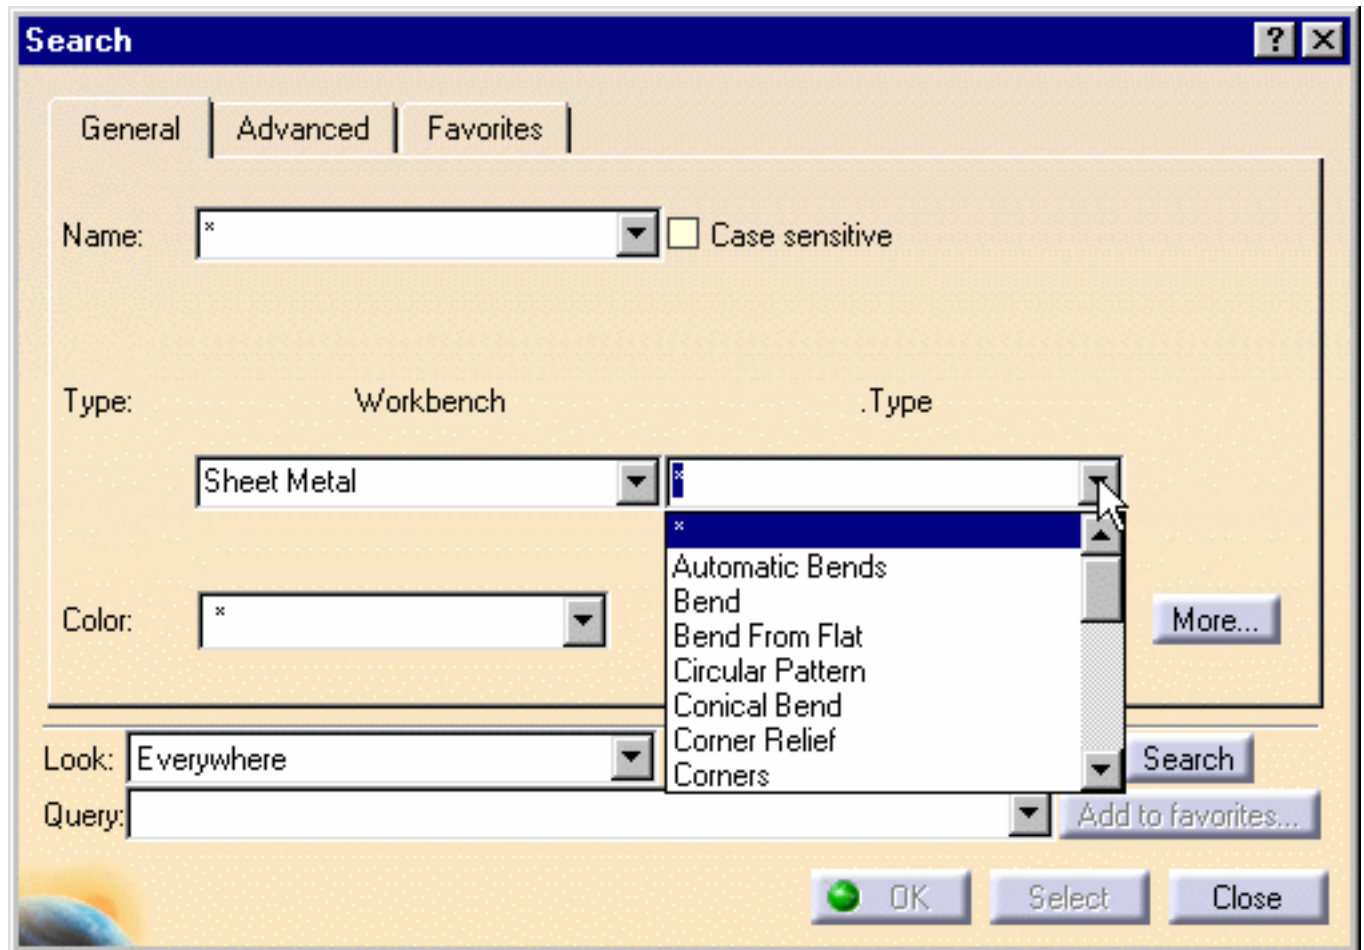 Search
General Advanced Favorites
Name: * Case sensitive
Type: Workbench .Type
Sheet Metal *
*
Automatic Bends
Bend
Bend From Flat
Circular Pattern
Conical Bend
Corner Relief
Corners
Color: * More...
Look: Everywhere Search
Query: Add to favorites...
OK Select Close